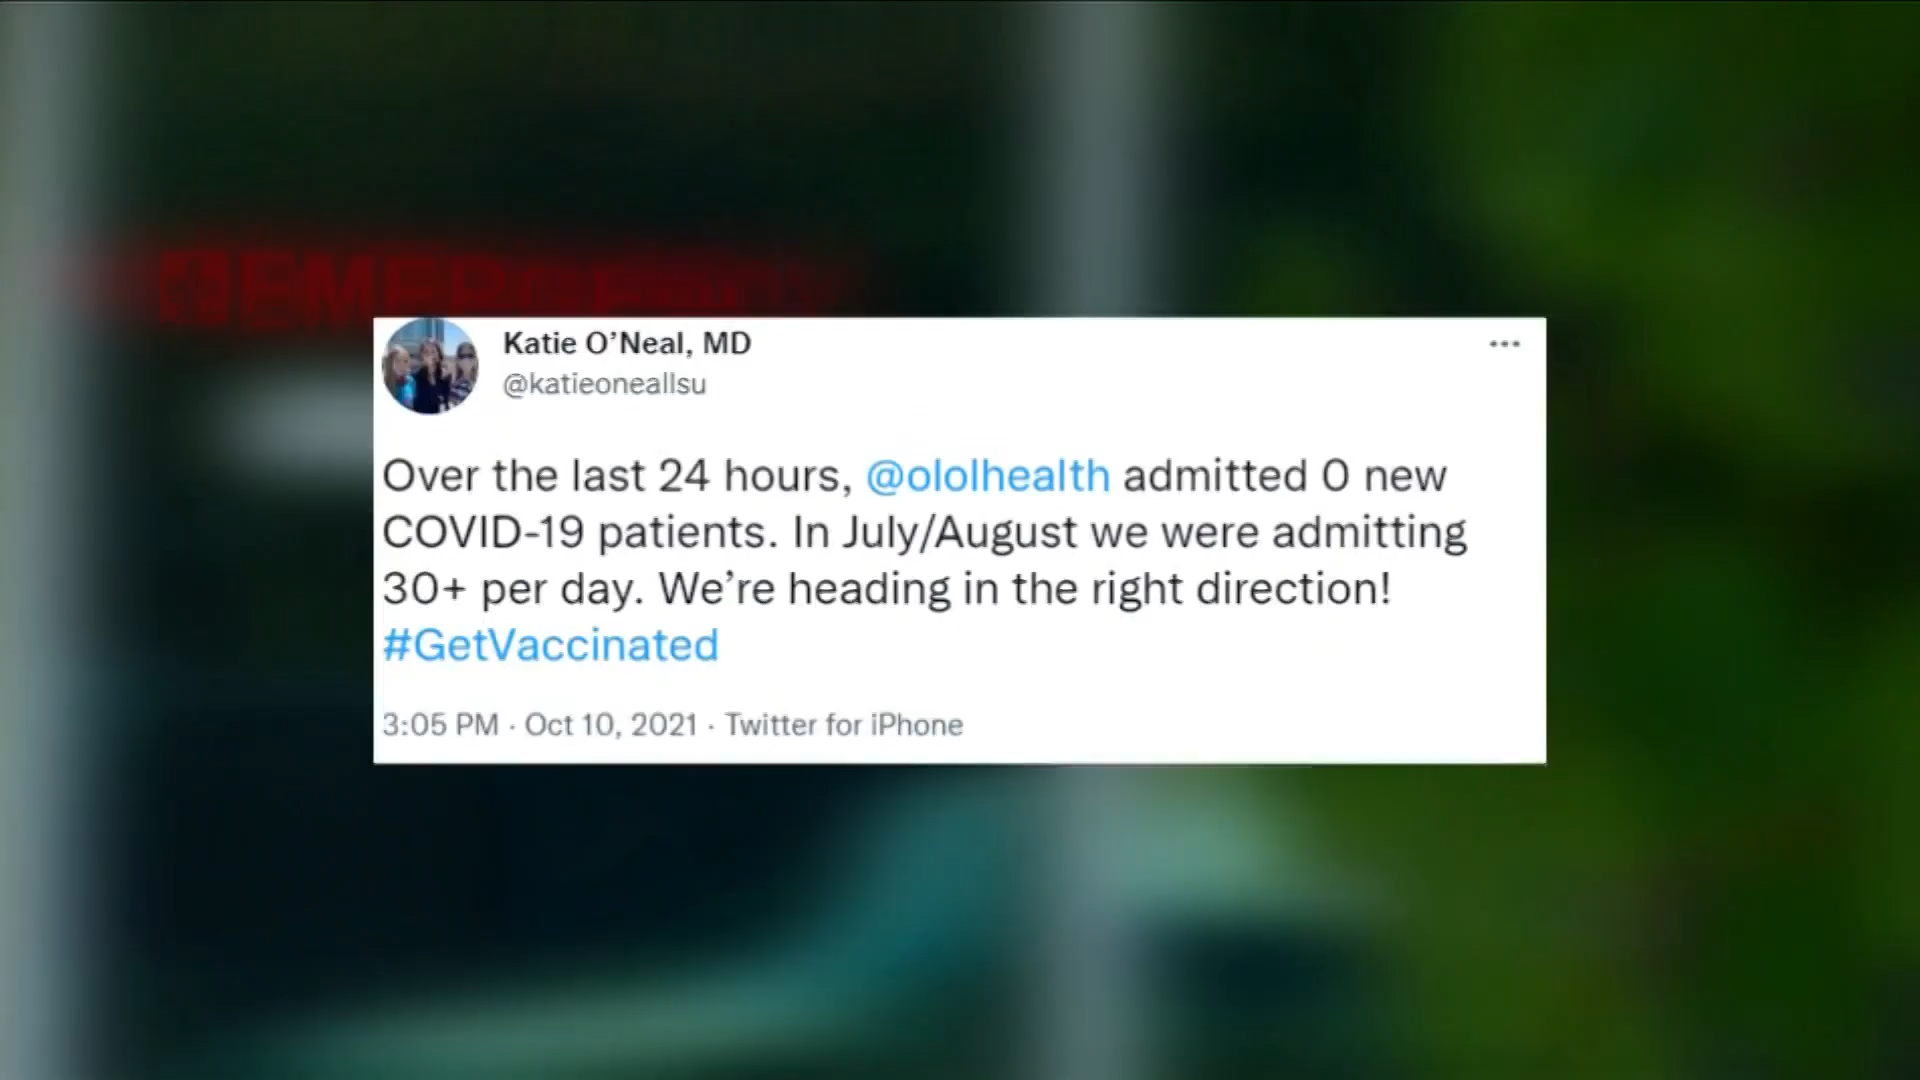 EMERGENCY
Katie O’Neal, MD
@katieoneallsu
Over the last 24 hours, @ololhealth admitted 0 new
COVID-19 patients. In July/August we were admitting
30+ per day. We’re heading in the right direction!
#GetVaccinated
3:05 PM · Oct 10, 2021 · Twitter for iPhone